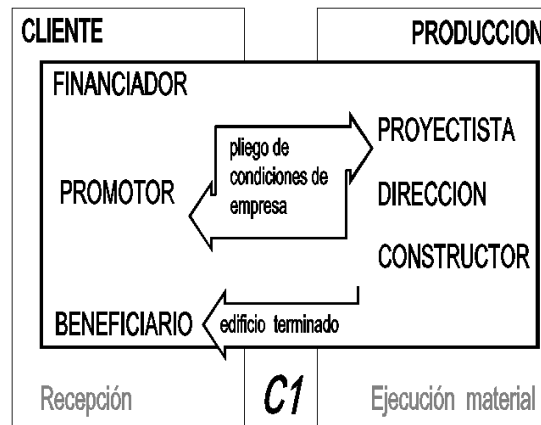 CLIENTE
PRODUCCION
FINANCIADOR
PROYECTISTA
pliego de
condiciones de
empresa
PROMOTOR
DIRECCION
CONSTRUCTOR
BENEFICIARIO
edificio terminado
Recepción
C1
Ejecución material